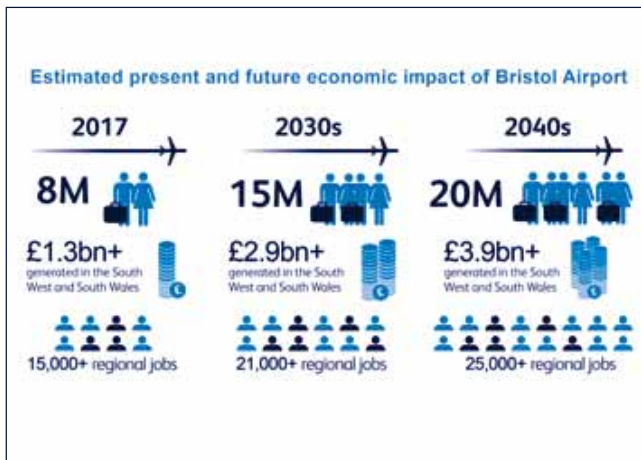 Estimated present and future economic impact of Bristol Airport
2017
8M
£1.3bn+
generated in the South
West and South Wales
15,000+ regional jobs
2030s
15M
£2.9bn+
generated in the South
West and South Wales
21,000+ regional jobs
2040s
20M
£3.9bn+
generated in the South
West and South Wales
25,000+ regional jobs